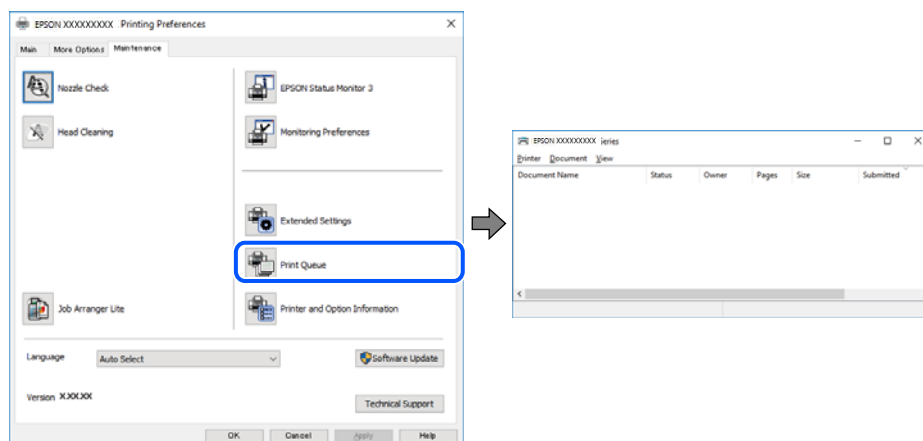 EPSON XXXXXXXXX Printing Preferences
Main More Options Maintenance
Nozzle Check
EPSON Status Monitor 3
Head Cleaning
Monitoring Preferences
Extended Settings
Print Queue
Job Arranger Lite
Printer and Option Information
Language Auto Select
Software Update
Version X.XX.XX
Technical Support
OK Cancel Apply Help
EPSON XXXXXXXXX ieries
Printer Document View
Document Name Status Owner Pages Size Submitted